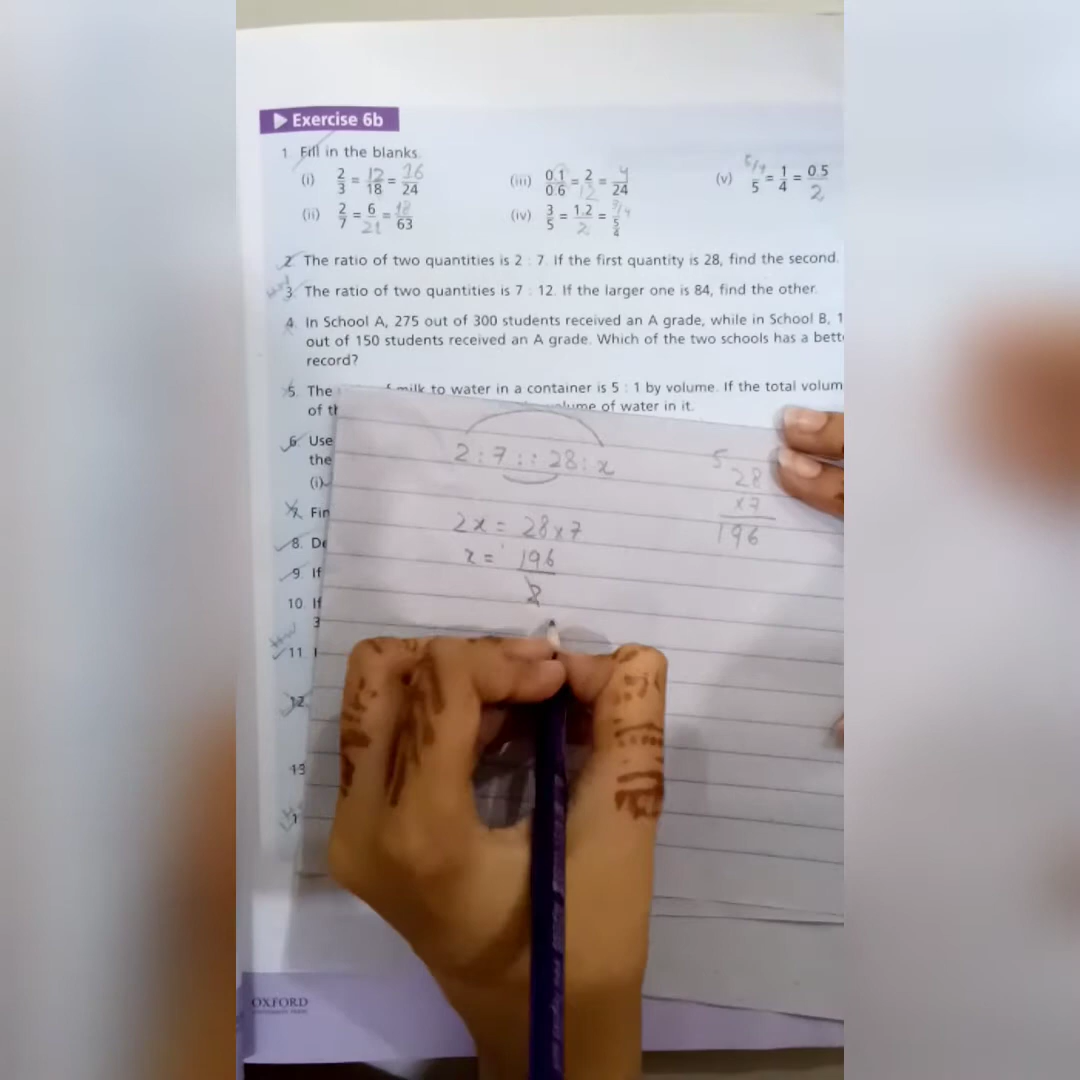 Exercise 6b
1 Fill in the blanks.
(i) 2/3 = 12/18 = 16/24 (iii) 0.1/0.6 = 2/12 = 4/24 (v) 5/4/5 = 1/4 = 0.5/2
(ii) 2/7 = 6/21 = 18/63 (iv) 3/5 = 1.2/2 = 3/4/5/4
2. The ratio of two quantities is 2 : 7. If the first quantity is 28, find the second.
3. The ratio of two quantities is 7 : 12. If the larger one is 84, find the other.
4. In School A, 275 out of 300 students received an A grade, while in School B, 1
out of 150 students received an A grade. Which of the two schools has a bett
record?
5. The milk to water in a container is 5 : 1 by volume. If the total volum
of th lume of water in it.
6. Use
the
(i)
7. Fin
8. De
9. If
10. If
3
11. I
12
13
2 : 7 :: 28 : x
2x = 28x7
x = 196
2
5
28
x7
196
OXFORD